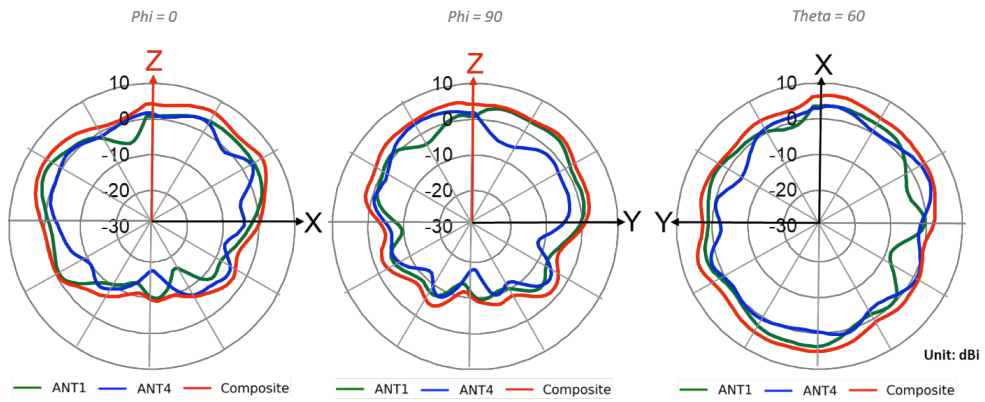 Phi = 0
Phi = 90
Theta = 60
Z
10
0
-10
-20
-30
X
ANT1 ANT4 Composite
Z
10
0
-10
-20
-30
Y
ANT1 ANT4 Composite
X
10
0
-10
-20
-30
Y
Unit: dBi
ANT1 ANT4 Composite